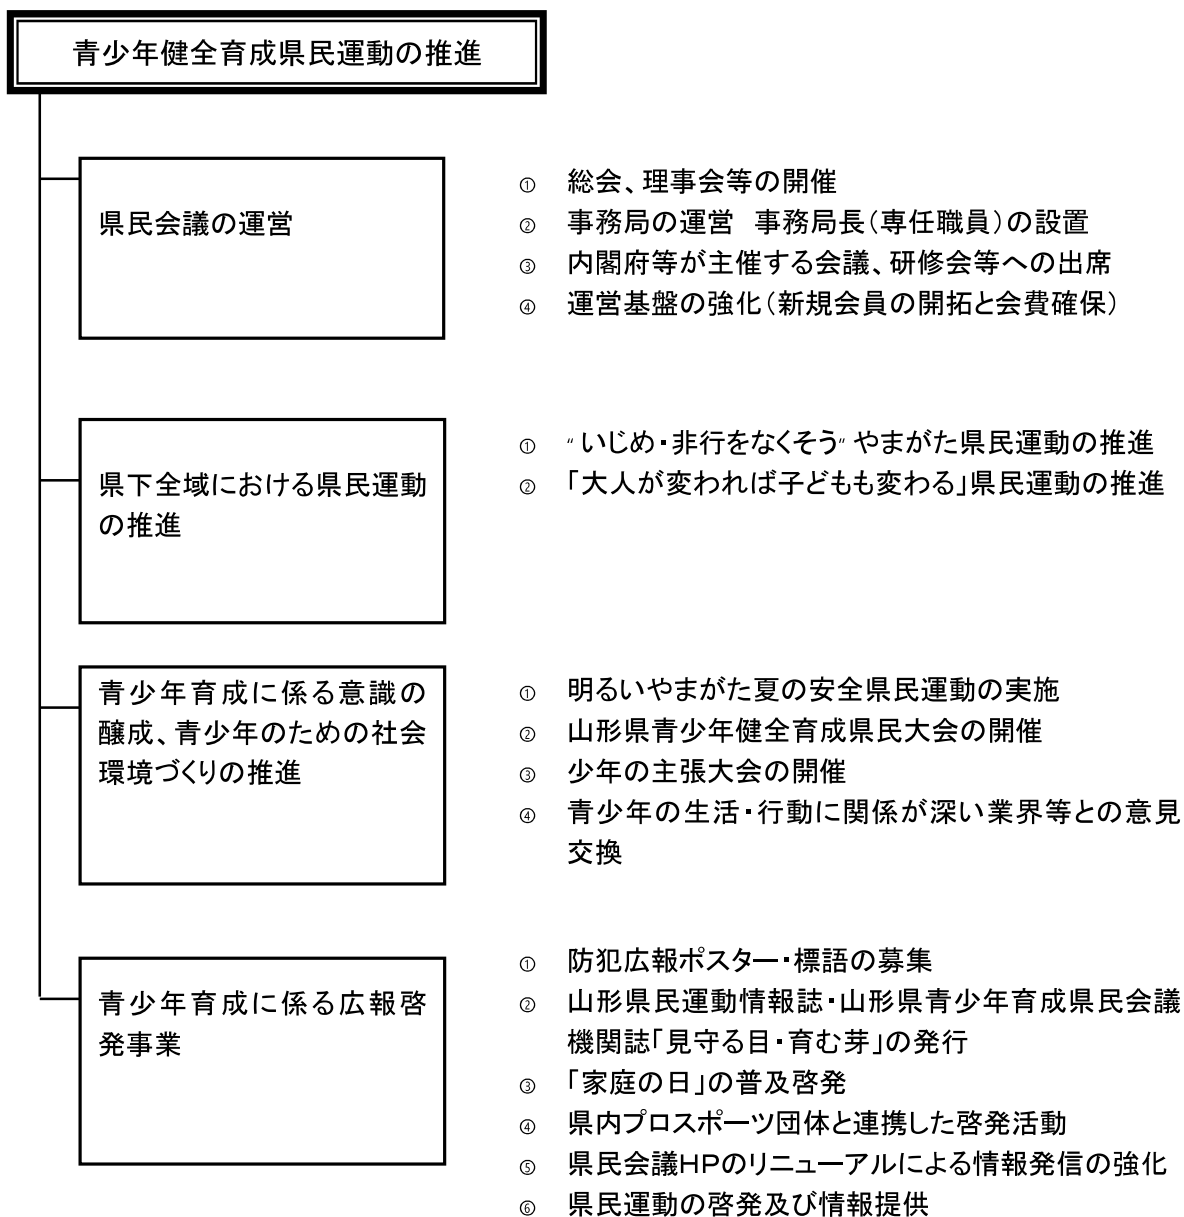 青少年健全育成県民運動の推進
県民会議の運営
① 総会、理事会等の開催
② 事務局の運営　事務局長（専任職員）の設置
③ 内閣府等が主催する会議、研修会等への出席
④ 運営基盤の強化（新規会員の開拓と会費確保）
県下全域における県民運動
の推進
① “いじめ・非行をなくそう” やまがた県民運動の推進
② 「大人が変われば子どもも変わる」県民運動の推進
青少年育成に係る意識の
醸成、青少年のための社会
環境づくりの推進
① 明るいやまがた夏の安全県民運動の実施
② 山形県青少年健全育成県民大会の開催
③ 少年の主張大会の開催
④ 青少年の生活・行動に関係が深い業界等との意見
交換
青少年育成に係る広報啓
発事業
① 防犯広報ポスター・標語の募集
② 山形県民運動情報誌・山形県青少年育成県民会議
機関誌「見守る目・育む芽」の発行
③ 「家庭の日」の普及啓発
④ 県内プロスポーツ団体と連携した啓発活動
⑤ 県民会議HPのリニューアルによる情報発信の強化
⑥ 県民運動の啓発及び情報提供